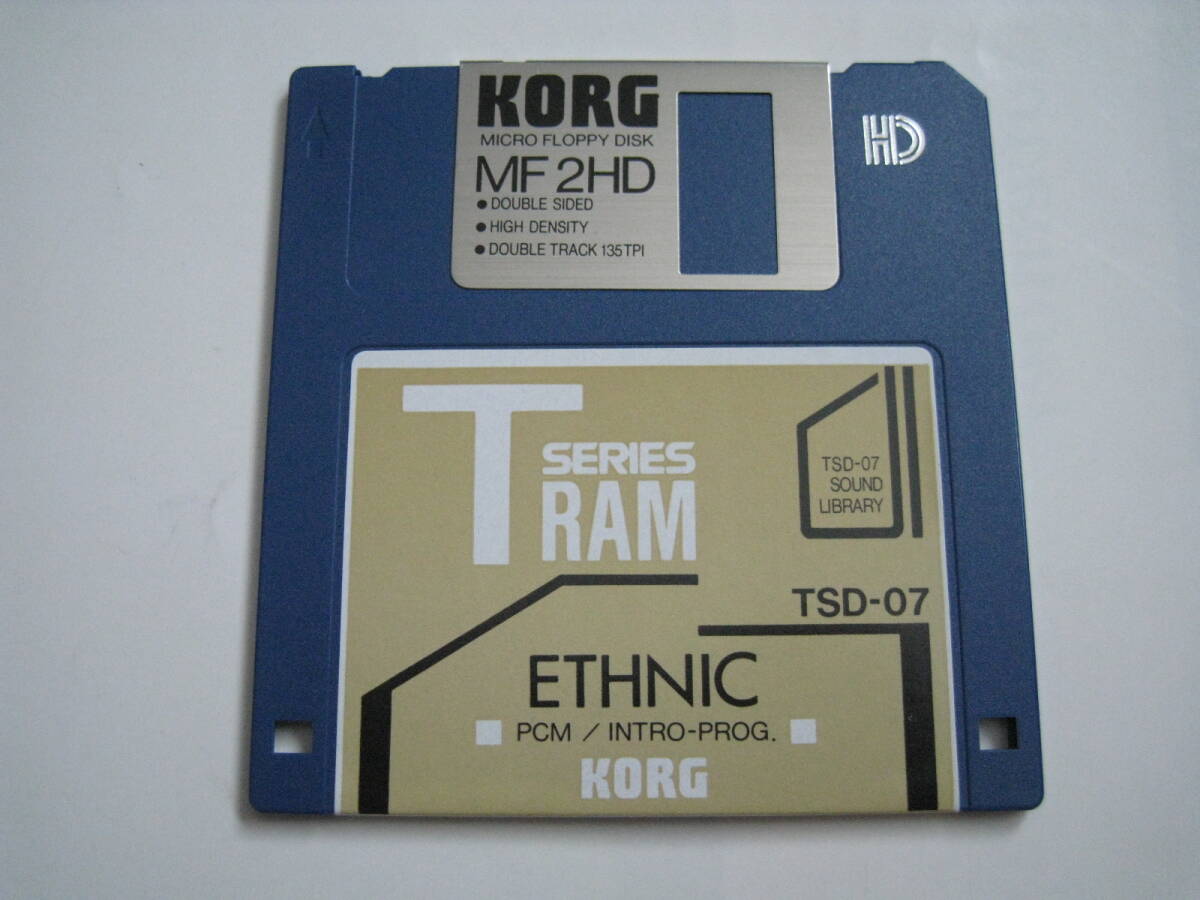 KORG
MICRO FLOPPY DISK
MF 2HD
● DOUBLE SIDED
● HIGH DENSITY
● DOUBLE TRACK 135TPI
HD
T SERIES
RAM
TSD-07
SOUND
LIBRARY
TSD-07
ETHNIC
PCM / INTRO-PROG.
KORG